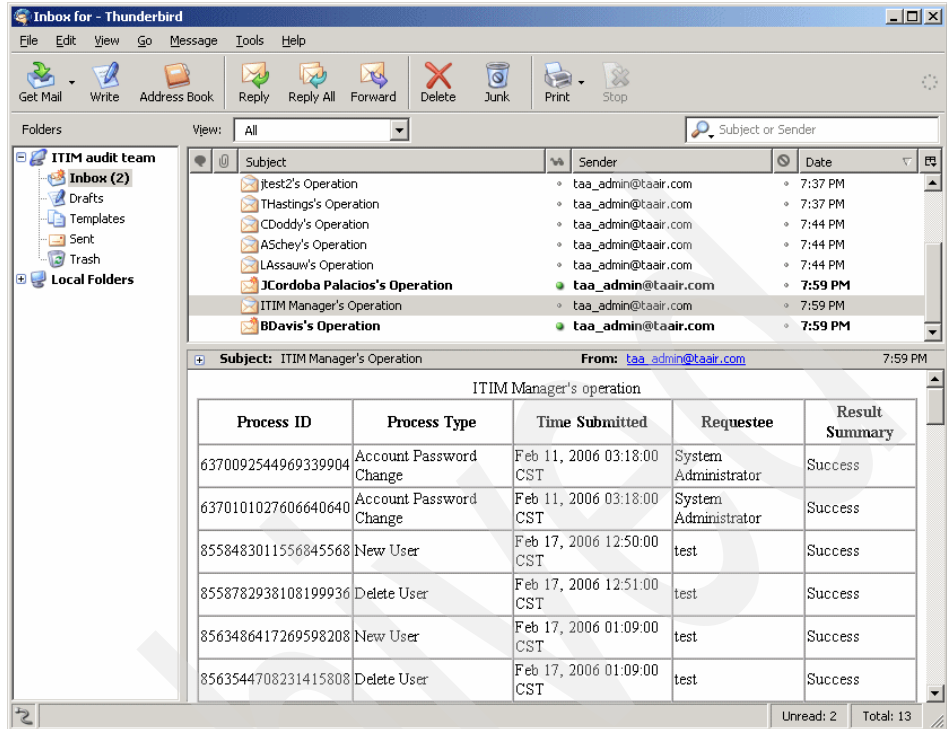 Inbox for - Thunderbird
File Edit View Go Message Tools Help
Get Mail Write Address Book Reply Reply All Forward Delete Junk Print Stop
Folders View: All Subject or Sender
ITIM audit team
Inbox (2)
Drafts
Templates
Sent
Trash
Local Folders
Subject Sender Date
jtest2's Operation taa_admin@taair.com 7:37 PM
THastings's Operation taa_admin@taair.com 7:37 PM
CDoddy's Operation taa_admin@taair.com 7:44 PM
ASchey's Operation taa_admin@taair.com 7:44 PM
LAssauw's Operation taa_admin@taair.com 7:44 PM
JCordoba Palacios's Operation taa_admin@taair.com 7:59 PM
ITIM Manager's Operation taa_admin@taair.com 7:59 PM
BDavis's Operation taa_admin@taair.com 7:59 PM
Subject: ITIM Manager's Operation From: taa_admin@taair.com 7:59 PM
ITIM Manager's operation
Process ID Process Type Time Submitted Requestee Result
Summary
6370092544969339904 Account Password
Change Feb 11, 2006 03:18:00
CST System
Administrator Success
6370101027606640640 Account Password
Change Feb 11, 2006 03:18:00
CST System
Administrator Success
8558483011556845568 New User Feb 17, 2006 12:50:00
CST test Success
8558782938108199936 Delete User Feb 17, 2006 12:51:00
CST test Success
8563486417269598208 New User Feb 17, 2006 01:09:00
CST test Success
8563544708231415808 Delete User Feb 17, 2006 01:09:00
CST test Success
Unread: 2 Total: 13